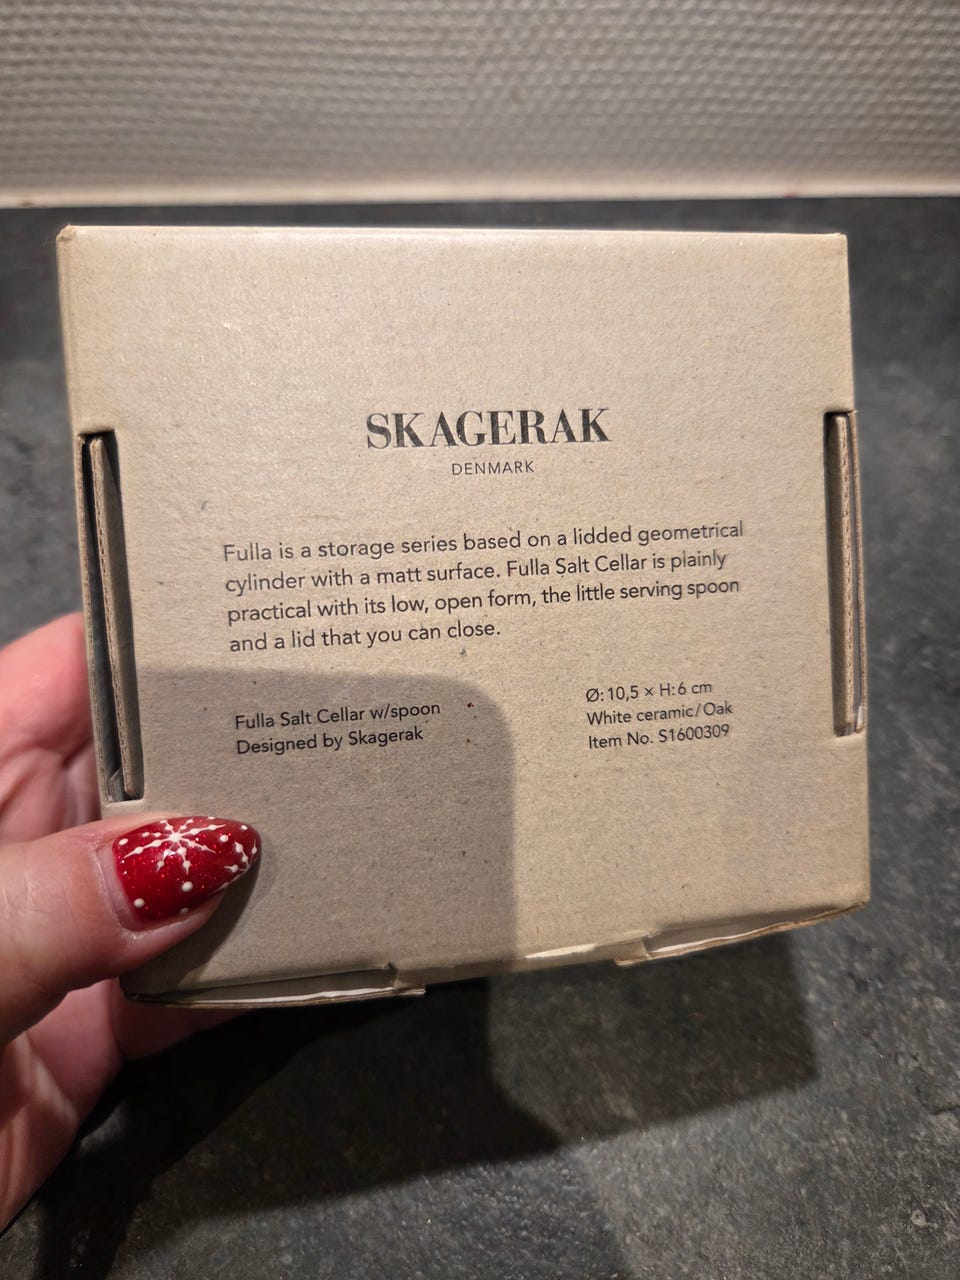 SKAGERAK
DENMARK
Fulla is a storage series based on a lidded geometrical
cylinder with a matt surface. Fulla Salt Cellar is plainly
practical with its low, open form, the little serving spoon
and a lid that you can close.
Fulla Salt Cellar w/spoon
Designed by Skagerak
Ø: 10,5 × H: 6 cm
White ceramic/Oak
Item No. S1600309